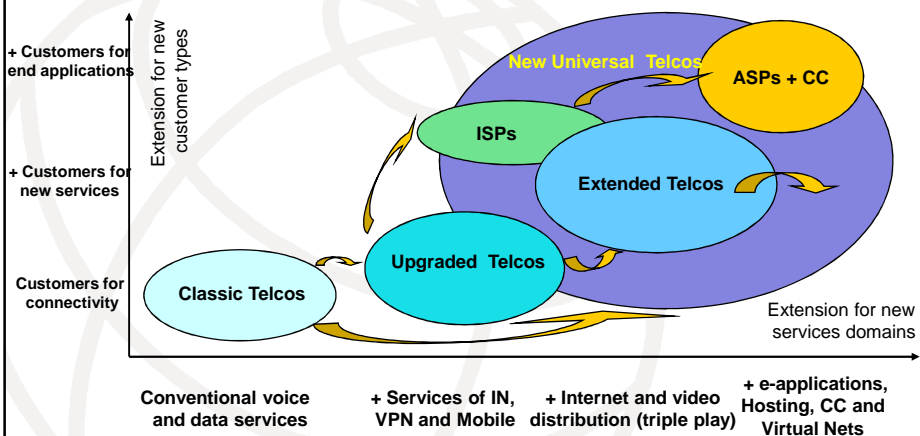 + Customers for
end applications
Extension for new
customer types
New Universal Telcos
ASPs + CC
ISPs
+ Customers for
new services
Extended Telcos
Upgraded Telcos
Customers for
connectivity
Classic Telcos
Extension for new
services domains
Conventional voice
and data services
+ Services of IN,
VPN and Mobile
+ Internet and video
distribution (triple play)
+ e-applications,
Hosting, CC and
Virtual Nets